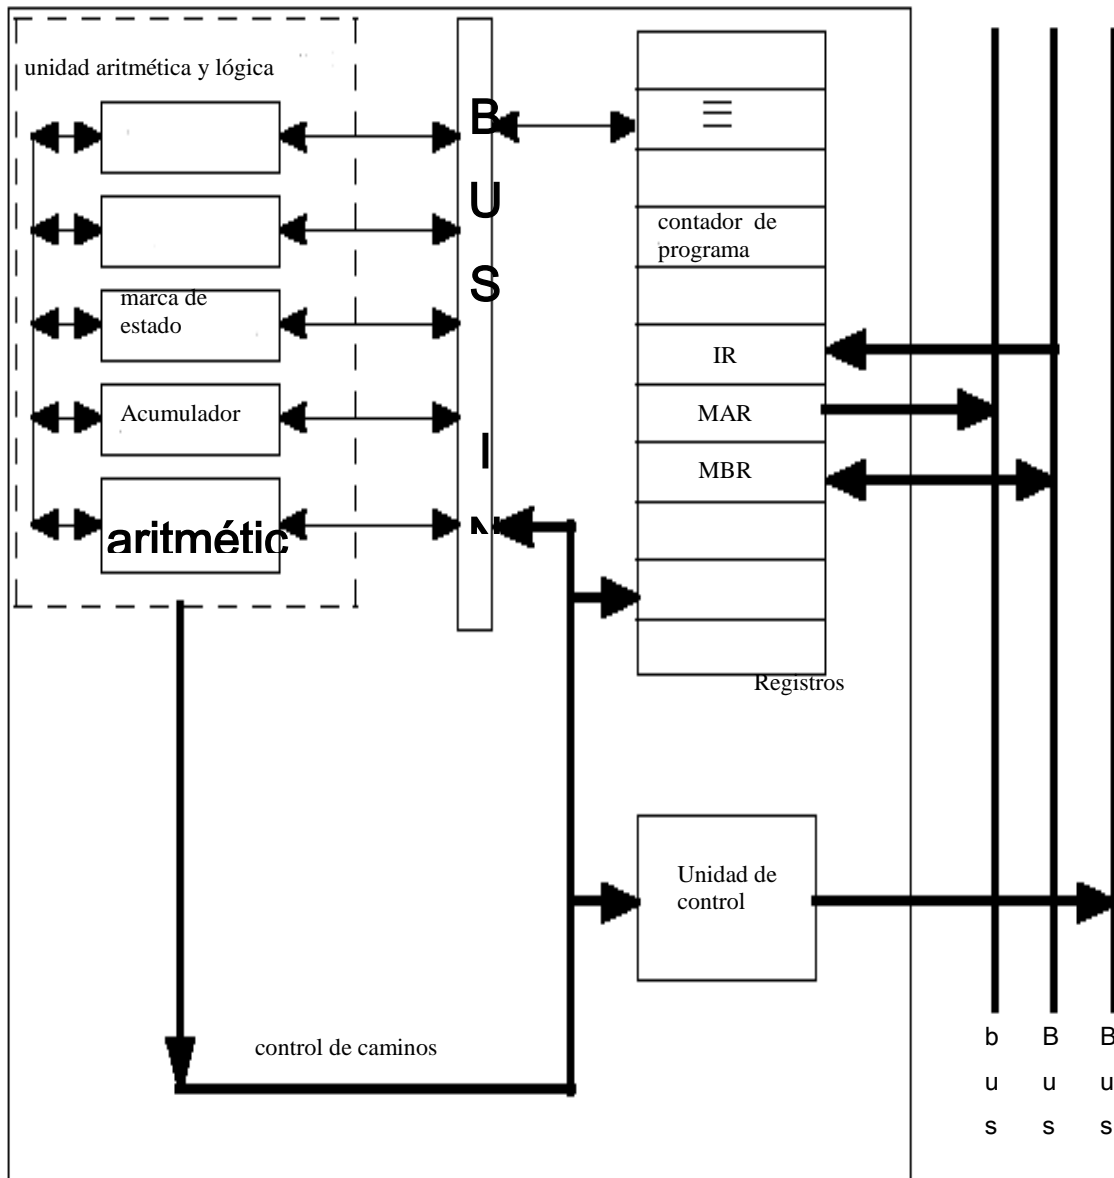 unidad aritmética y lógica
marca de
estado
Acumulador
aritmétic
B
U
S
I
N
contador de
programa
IR
MAR
MBR
Registros
Unidad de
control
control de caminos
b
u
s
B
u
s
B
u
s